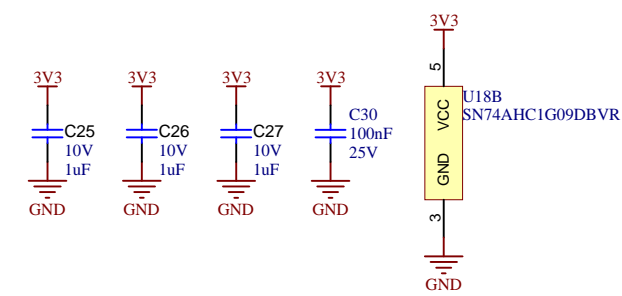 3V3
C25
10V
1uF
GND
3V3
C26
10V
1uF
GND
3V3
C27
10V
1uF
GND
3V3
C30
100nF
25V
GND
3V3
5
U18B
SN74AHC1G09DBVR
VCC
GND
3
GND